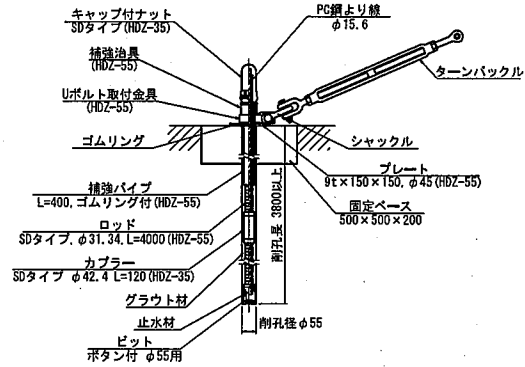 キャップ付ナット
SDタイプ(HDZ-35)
補強治具
(HDZ-55)
Uボルト取付金具
(HDZ-55)
ゴムリング
補強パイプ
L=400,ゴムリング付(HDZ-55)
ロッド
SDタイプ,φ31.34,L=4000(HDZ-55)
カプラー
SDタイプ φ42.4 L=120(HDZ-35)
グラウト材
止水材
ビット
ボタン付 φ55用
PC鋼より線
φ15.6
ターンバックル
シャックル
プレート
9t×150×150,φ45(HDZ-55)
固定ベース
500×500×200
削孔長 3800以上
削孔径φ55